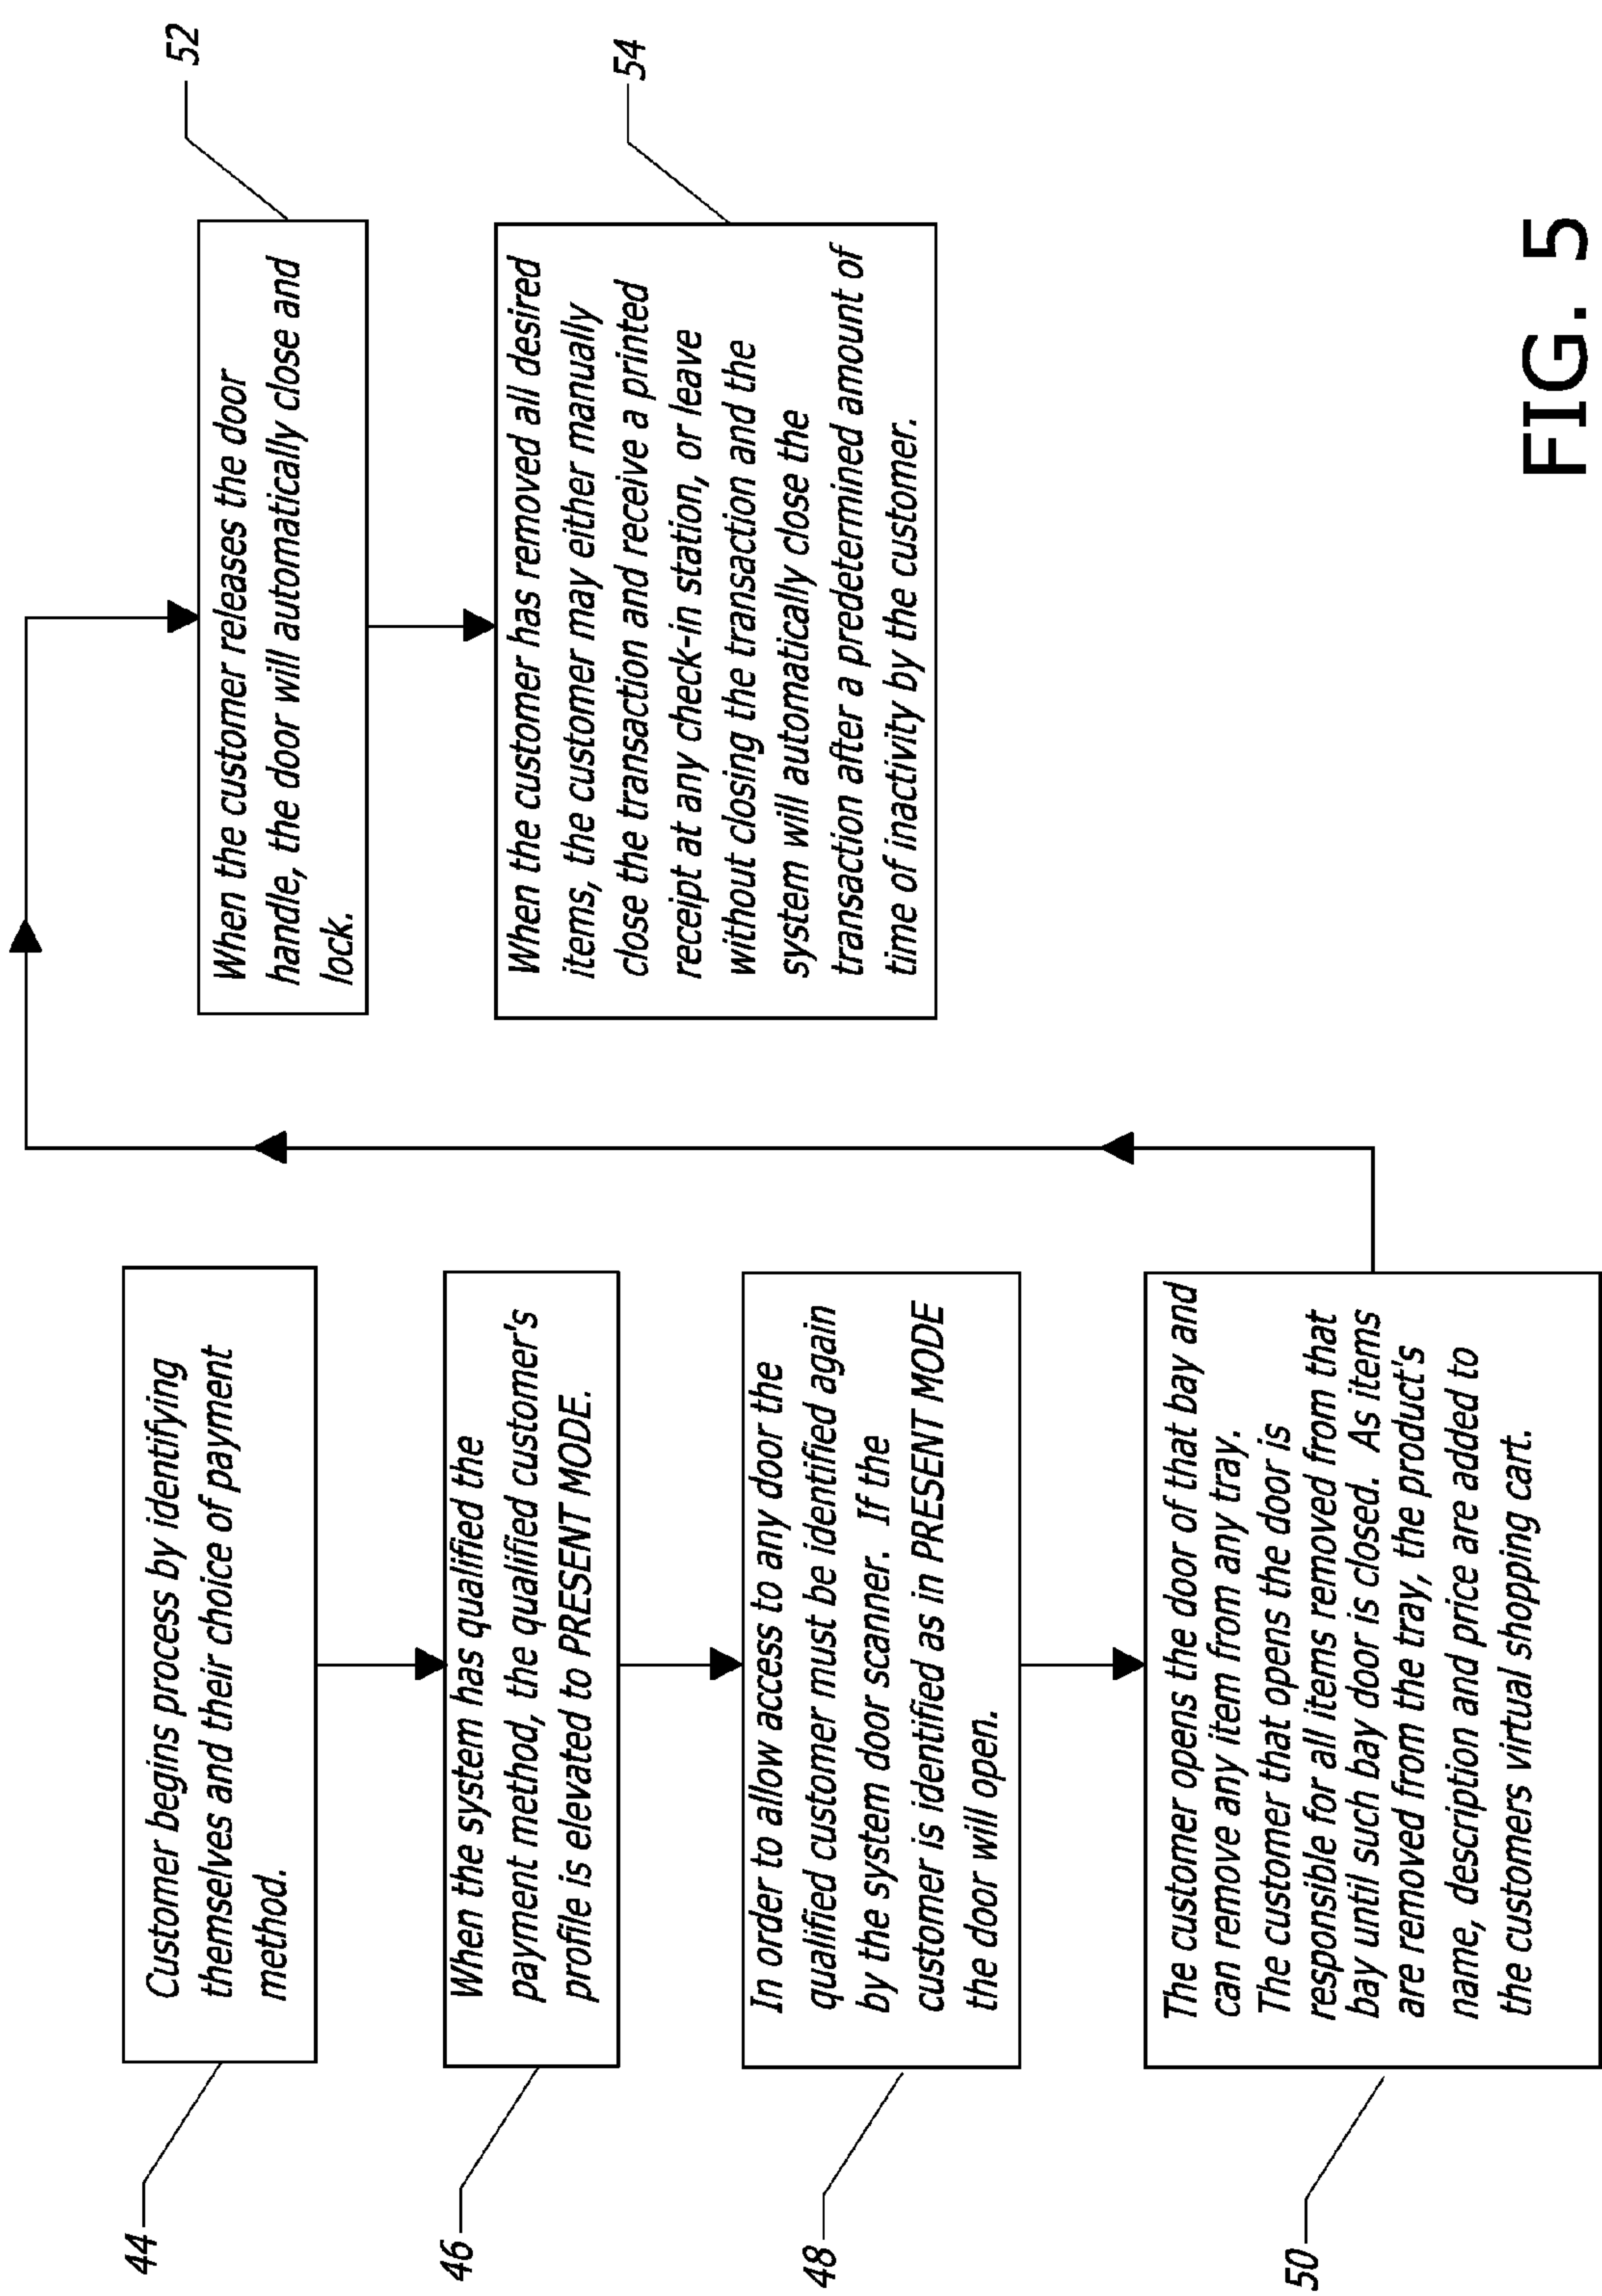 44
Customer begins process by identifying
themselves and their choice of payment
method.
46
When the system has qualified the
payment method, the qualified customer's
profile is elevated to PRESENT MODE.
48
In order to allow access to any door the
qualified customer must be identified again
by the system door scanner. If the
customer is identified as in PRESENT MODE
the door will open.
50
The customer opens the door of that bay and
can remove any item from any tray.
The customer that opens the door is
responsible for all items removed from that
bay until such bay door is closed. As items
are removed from the tray, the product's
name, description and price are added to
the customers virtual shopping cart.
52
When the customer releases the door
handle, the door will automatically close and
lock.
54
When the customer has removed all desired
items, the customer may either manually
close the transaction and receive a printed
receipt at any check-in station, or leave
without closing the transaction and the
system will automatically close the
transaction after a predetermined amount of
time of inactivity by the customer.
FIG. 5